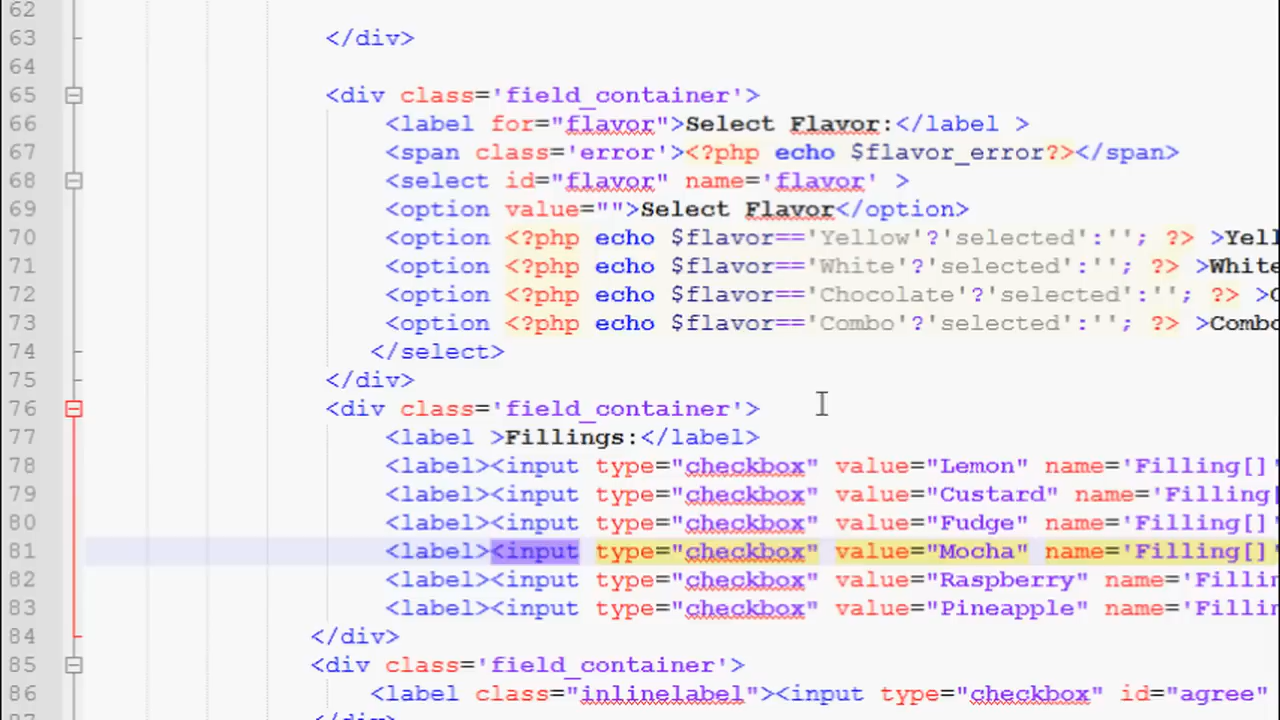 62
63 </div>
64
65 <div class='field_container'>
66 <label for="flavor">Select Flavor:</label >
67 <span class='error'><?php echo $flavor_error?></span>
68 <select id="flavor" name='flavor' >
69 <option value="">Select Flavor</option>
70 <option <?php echo $flavor=='Yellow'?'selected':''; ?> >Yell
71 <option <?php echo $flavor=='White'?'selected':''; ?> >White
72 <option <?php echo $flavor=='Chocolate'?'selected':''; ?> >C
73 <option <?php echo $flavor=='Combo'?'selected':''; ?> >Combo
74 </select>
75 </div>
76 <div class='field_container'>
77 <label >Fillings:</label>
78 <label><input type="checkbox" value="Lemon" name='Filling[]'
79 <label><input type="checkbox" value="Custard" name='Filling[
80 <label><input type="checkbox" value="Fudge" name='Filling[]'
81 <label><input type="checkbox" value="Mocha" name='Filling[]'
82 <label><input type="checkbox" value="Raspberry" name='Fillin
83 <label><input type="checkbox" value="Pineapple" name='Fillin
84 </div>
85 <div class='field_container'>
86 <label class="inlinelabel"><input type="checkbox" id="agree"